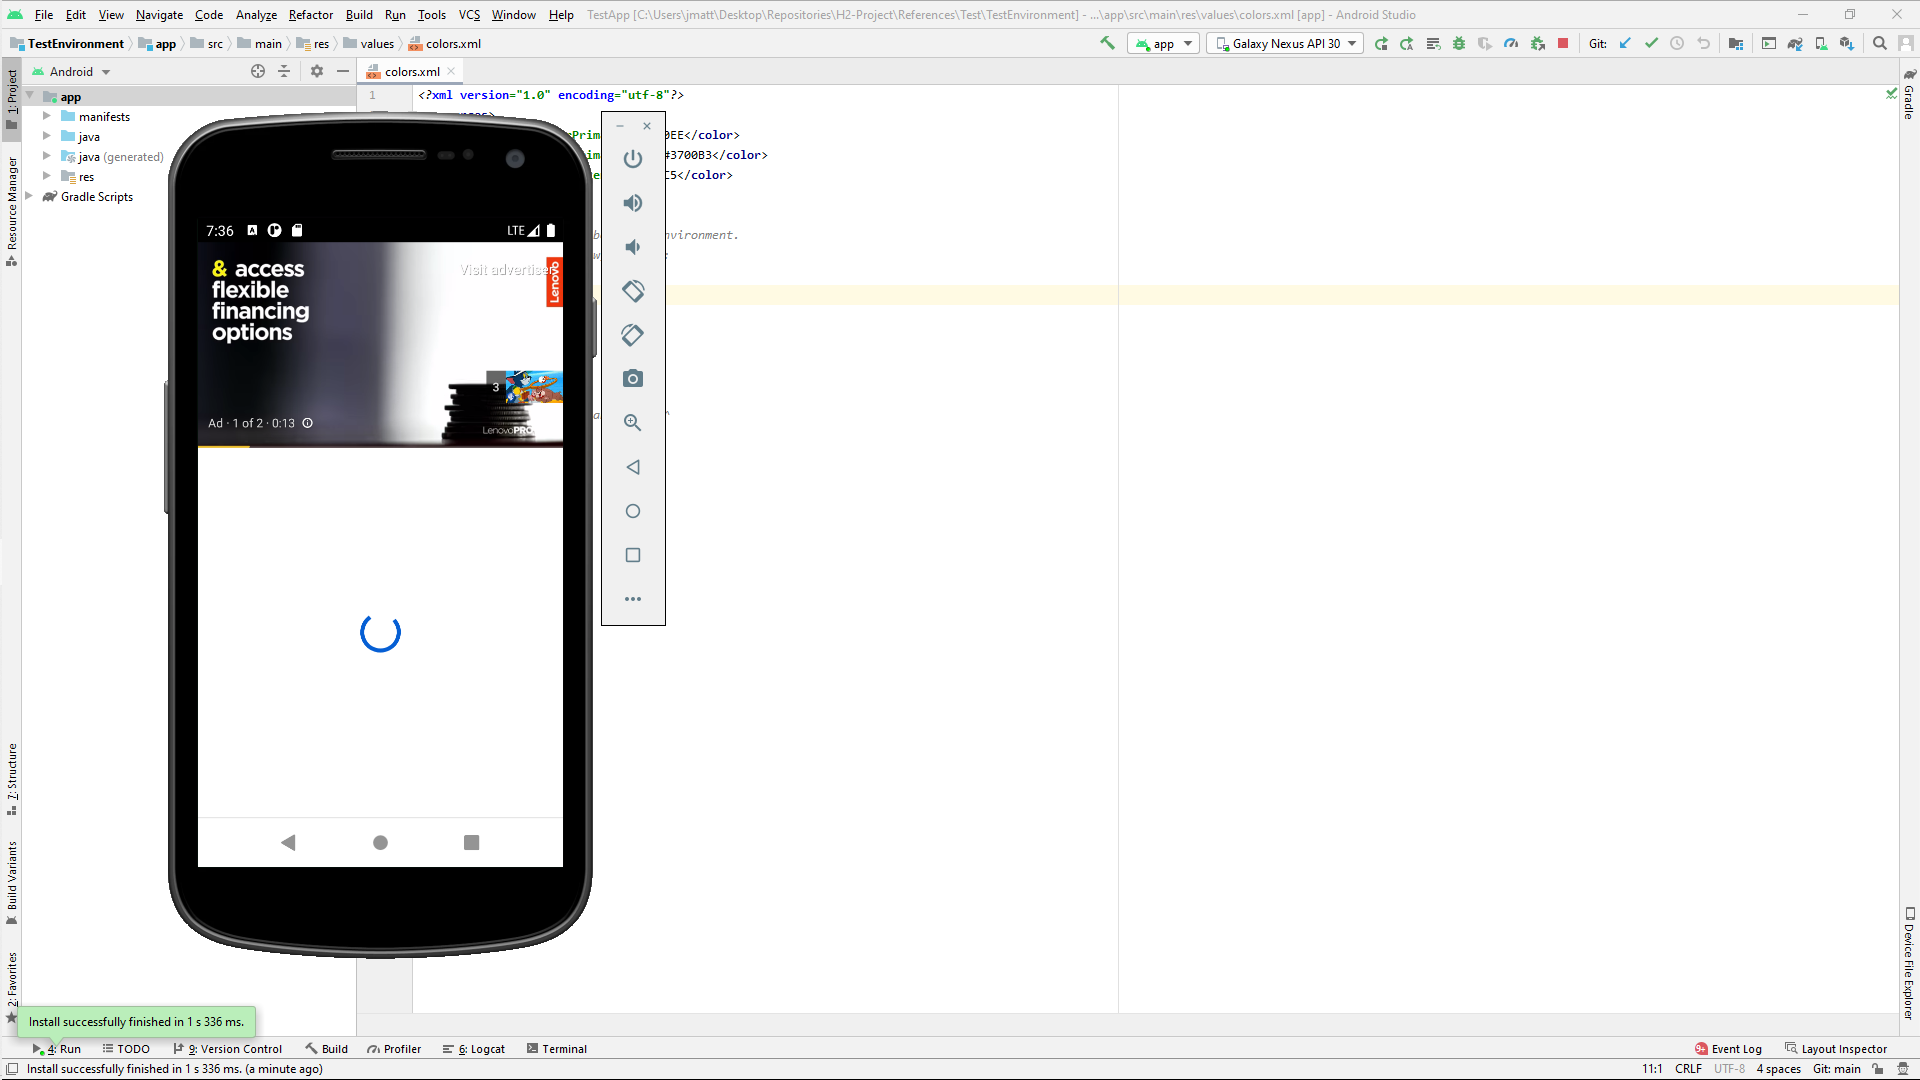 File Edit View Navigate Code Analyze Refactor Build Run Tools VCS Window Help TestApp [C:\Users\jmatt\Desktop\Repositories\H2-Project\References\Test\TestEnvironment] - ...\app\src\main\res\values\colors.xml [app] - Android Studio
TestEnvironment app src main res values colors.xml app Galaxy Nexus API 30 Git:
Android colors.xml
1: Project
Resource Manager
7: Structure
Build Variants
2: Favorites
app
manifests
java
java (generated)
res
Gradle Scripts
1 <?xml version="1.0" encoding="utf-8"?>
</color>
#3700B3</color>
</color>
7:36 LTE
& access
flexible
financing
options
Visit advertiser
Lenovo
3
LenovoPRO
Ad · 1 of 2 · 0:13
Gradle
Device File Explorer
Install successfully finished in 1 s 336 ms.
4: Run TODO 9: Version Control Build Profiler 6: Logcat Terminal 9+ Event Log Layout Inspector
Install successfully finished in 1 s 336 ms. (a minute ago) 11:1 CRLF UTF-8 4 spaces Git: main